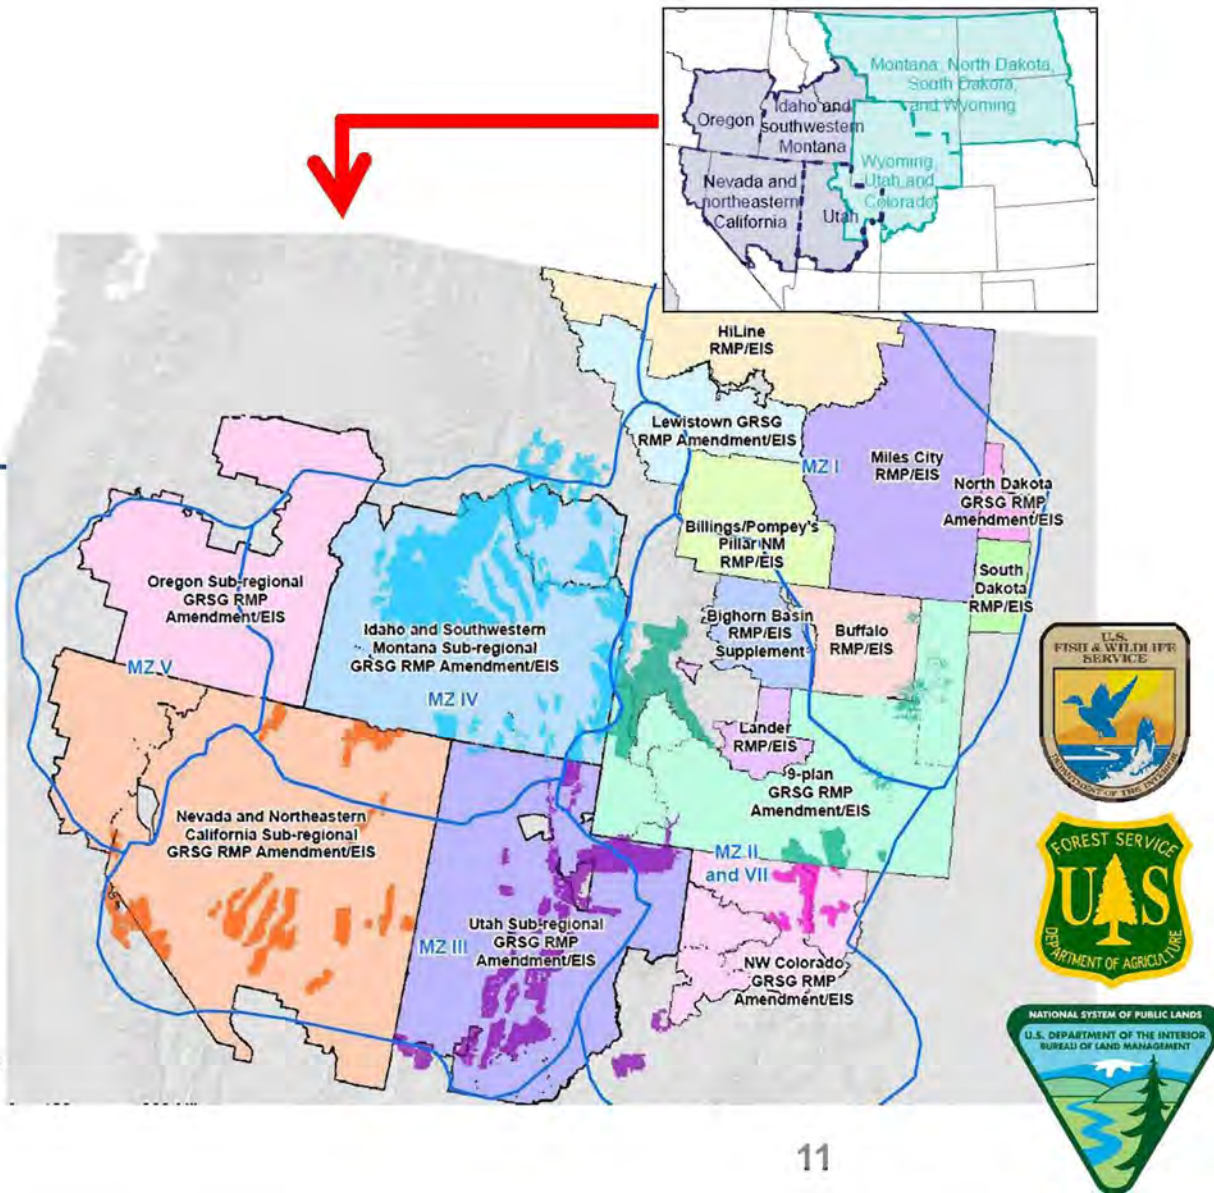 Montana, North Dakota,
South Dakota,
and Wyoming
Oregon
Idaho and
southwestern
Montana
Wyoming,
Utah and
Colorado
Nevada and
northeastern
California
Utah
HiLine
RMP/EIS
Lewistown GRSG
RMP Amendment/EIS
MZ I
Miles City
RMP/EIS
North Dakota
GRSG RMP
Amendment/EIS
Billings/Pompey's
Pillar NM
RMP/EIS
South
Dakota
RMP/EIS
Oregon Sub-regional
GRSG RMP
Amendment/EIS
Idaho and Southwestern
Montana Sub-regional
GRSG RMP Amendment/EIS
Bighorn Basin
RMP/EIS
Supplement
Buffalo
RMP/EIS
MZ V
MZ IV
Lander
RMP/EIS
9-plan
GRSG RMP
Amendment/EIS
Nevada and Northeastern
California Sub-regional
GRSG RMP Amendment/EIS
MZ II
and VII
MZ III
Utah Sub-regional
GRSG RMP
Amendment/EIS
NW Colorado
GRSG RMP
Amendment/EIS
U.S.
FISH & WILDLIFE
SERVICE
DEPARTMENT OF THE INTERIOR
FOREST SERVICE
U S
DEPARTMENT OF AGRICULTURE
NATIONAL SYSTEM OF PUBLIC LANDS
U.S. DEPARTMENT OF THE INTERIOR
BUREAU OF LAND MANAGEMENT
11